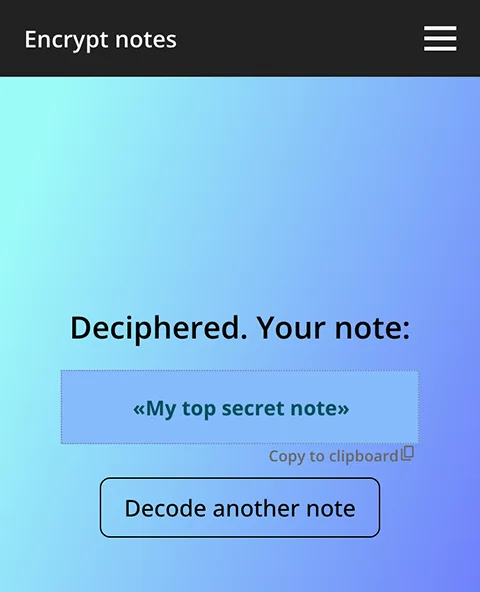 Encrypt notes
Deciphered. Your note:
«My top secret note»
Copy to clipboard
Decode another note